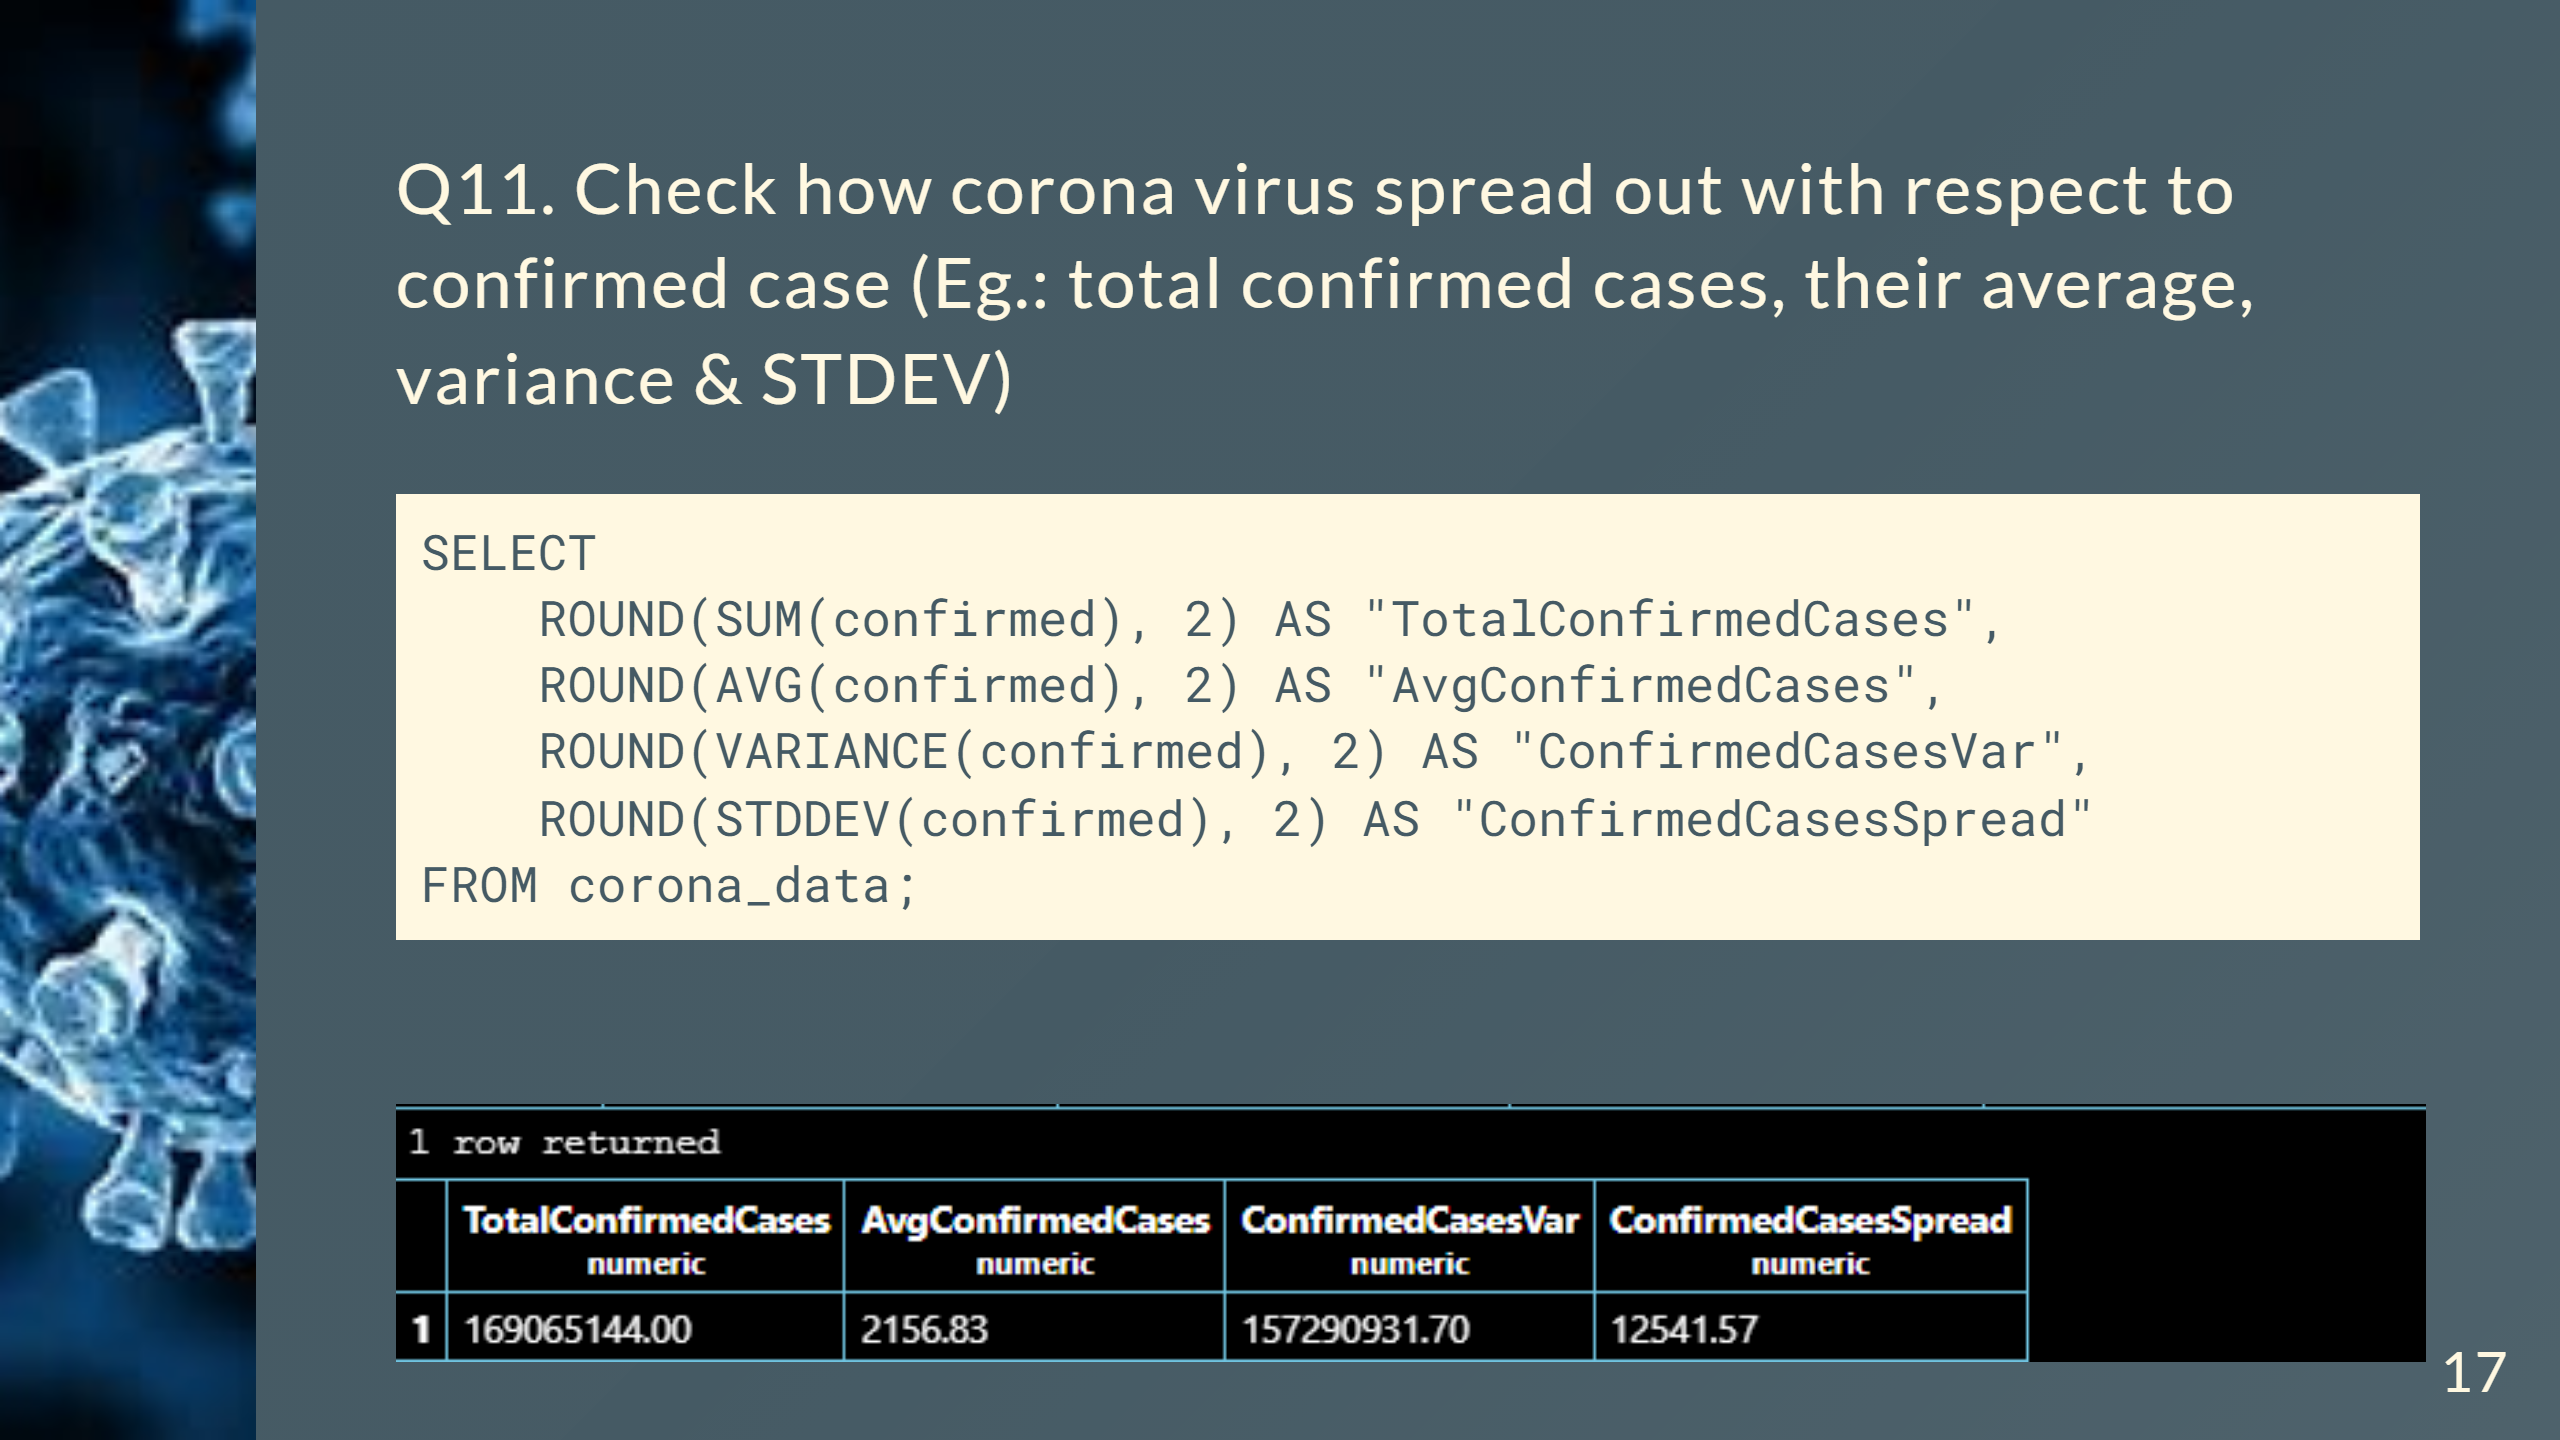 Q11. Check how corona virus spread out with respect to
confirmed case (Eg.: total confirmed cases, their average,
variance & STDEV)
SELECT
    ROUND(SUM(confirmed), 2) AS "TotalConfirmedCases",
    ROUND(AVG(confirmed), 2) AS "AvgConfirmedCases",
    ROUND(VARIANCE(confirmed), 2) AS "ConfirmedCasesVar",
    ROUND(STDDEV(confirmed), 2) AS "ConfirmedCasesSpread"
FROM corona_data;
1 row returned
TotalConfirmedCases AvgConfirmedCases ConfirmedCasesVar ConfirmedCasesSpread
numeric numeric numeric numeric
1 169065144.00 2156.83 157290931.70 12541.57
17